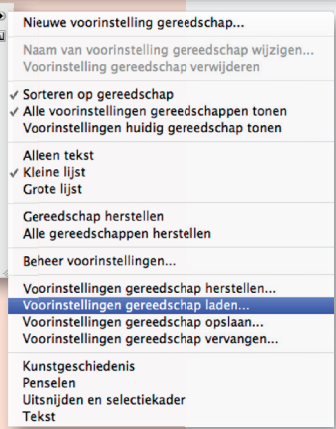 Nieuwe voorinstelling gereedschap...
Naam van voorinstelling gereedschap wijzigen...
Voorinstelling gereedschap verwijderen
✓ Sorteren op gereedschap
✓ Alle voorinstellingen gereedschappen tonen
Voorinstellingen huidig gereedschap tonen
Alleen tekst
✓ Kleine lijst
Grote lijst
Gereedschap herstellen
Alle gereedschappen herstellen
Beheer voorinstellingen...
Voorinstellingen gereedschap herstellen...
Voorinstellingen gereedschap laden...
Voorinstellingen gereedschap opslaan...
Voorinstellingen gereedschap vervangen...
Kunstgeschiedenis
Penselen
Uitsnijden en selectiekader
Tekst